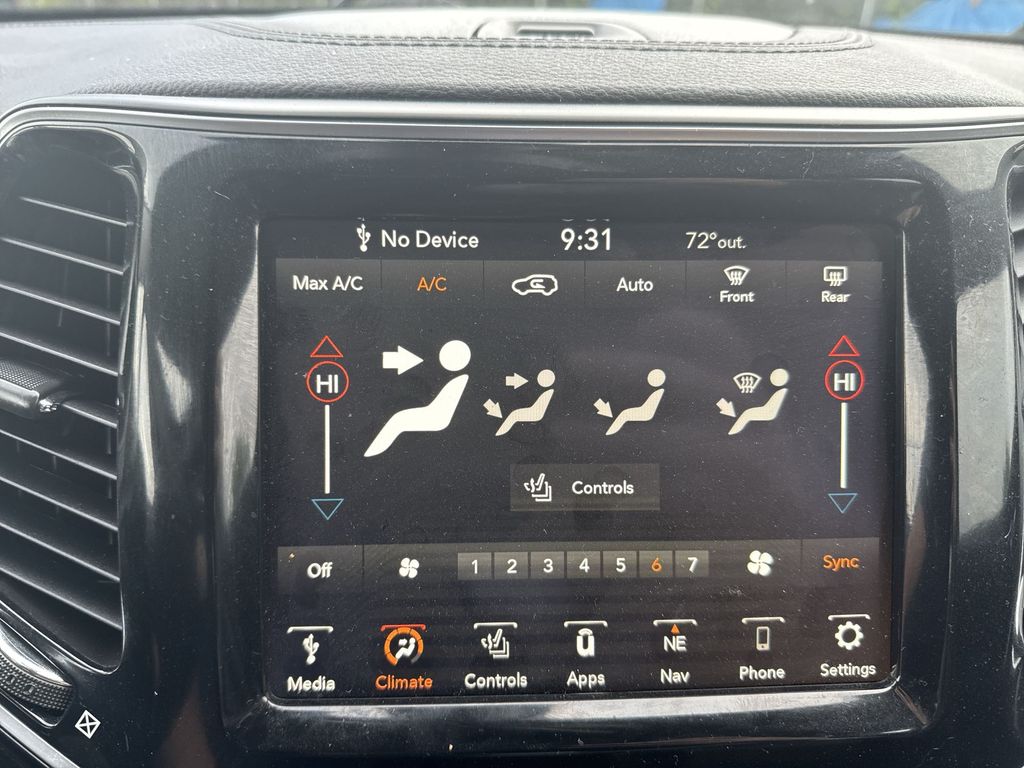 No Device 9:31 72°out.
Max A/C A/C Auto Front Rear
HI HI
Controls
Off 1 2 3 4 5 6 7 Sync
NE
Media Climate Controls Apps Nav Phone Settings